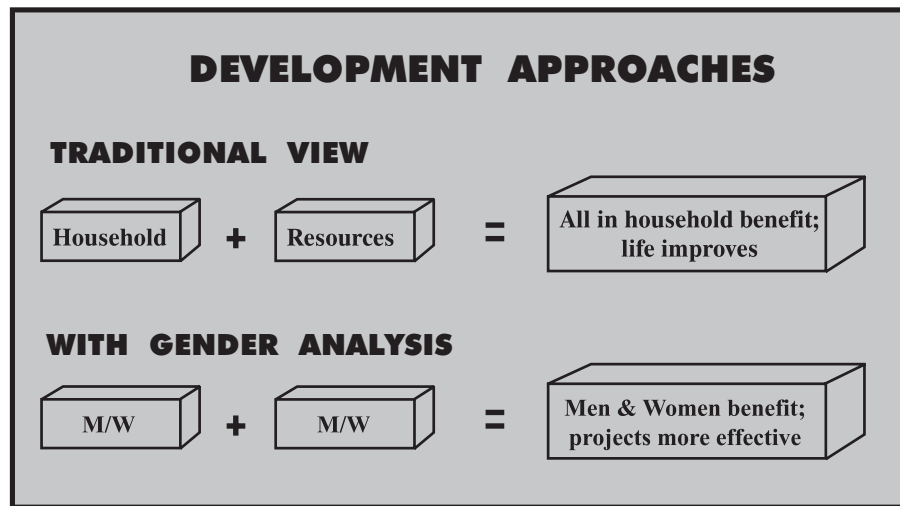 DEVELOPMENT APPROACHES
TRADITIONAL VIEW
Household + Resources = All in household benefit;
life improves
WITH GENDER ANALYSIS
M/W + M/W = Men & Women benefit;
projects more effective